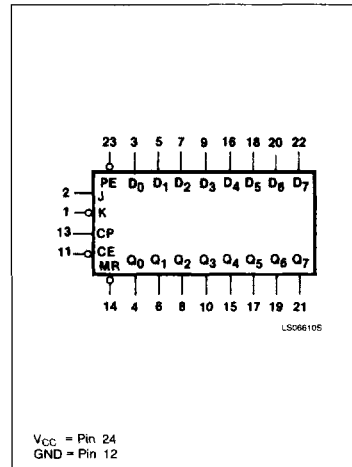 23 3 5 7 9 16 18 20 22
PE D0 D1 D2 D3 D4 D5 D6 D7
2 J
1 K
13 CP
11 CE
MR Q0 Q1 Q2 Q3 Q4 Q5 Q6 Q7
14 4 6 8 10 15 17 19 21
LS06610S
VCC = Pin 24
GND = Pin 12